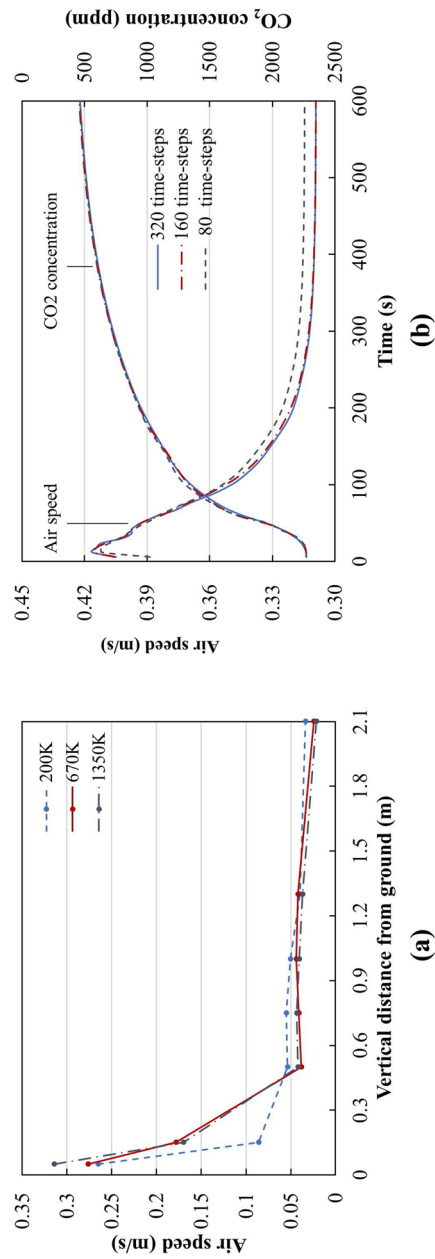 0.35
0.3
0.25
0.2
0.15
0.1
0.05
0
Air speed (m/s)
200K
670K
1350K
0
0.3
0.6
0.9
1.2
1.5
1.8
2.1
Vertical distance from ground (m)
(a)
0.45
0.42
0.39
0.36
0.33
0.30
Air speed (m/s)
Air speed
CO2 concentration
320 time-steps
160 time-steps
80 time-steps
0
500
1000
1500
2000
2500
CO2 concentration (ppm)
0
100
200
300
400
500
600
Time (s)
(b)